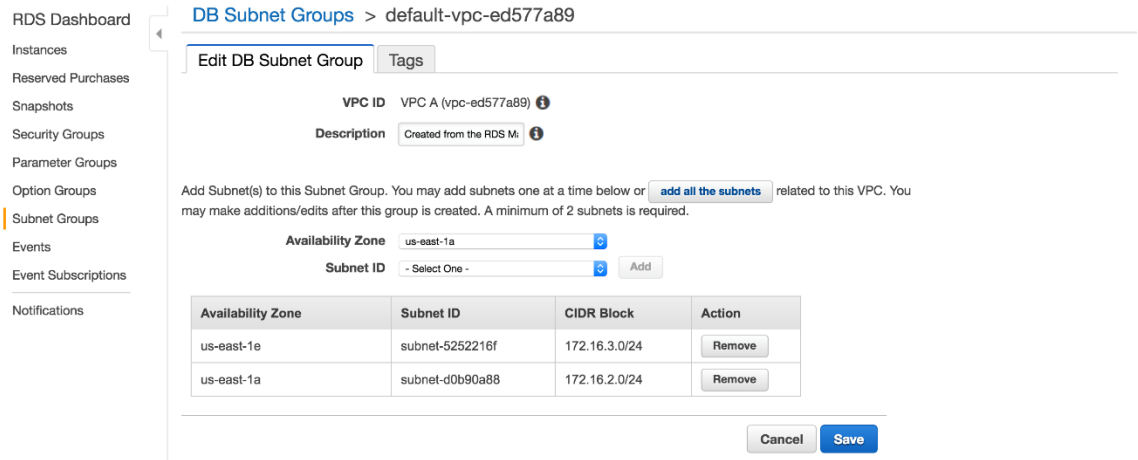 RDS Dashboard
Instances
Reserved Purchases
Snapshots
Security Groups
Parameter Groups
Option Groups
Subnet Groups
Events
Event Subscriptions
Notifications
DB Subnet Groups > default-vpc-ed577a89
Edit DB Subnet Group Tags
VPC ID VPC A (vpc-ed577a89) i
Description Created from the RDS Ma i
Add Subnet(s) to this Subnet Group. You may add subnets one at a time below or add all the subnets related to this VPC. You
may make additions/edits after this group is created. A minimum of 2 subnets is required.
Availability Zone us-east-1a
Subnet ID - Select One - Add
Availability Zone Subnet ID CIDR Block Action
us-east-1e subnet-5252216f 172.16.3.0/24 Remove
us-east-1a subnet-d0b90a88 172.16.2.0/24 Remove
Cancel Save